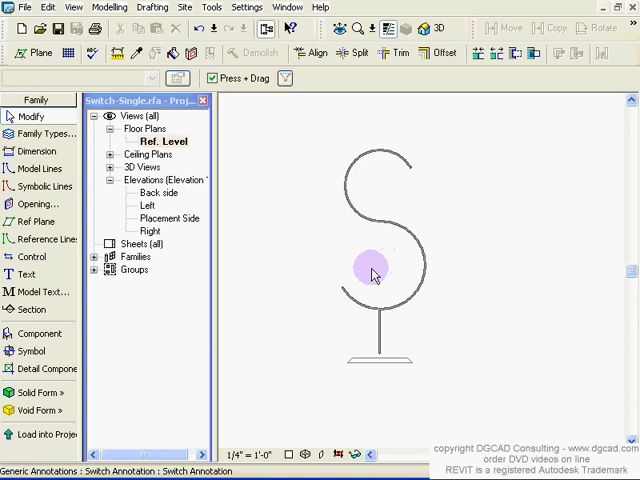 File Edit View Modelling Drafting Site Tools Settings Window Help
3D Move Copy Rotate
Plane Demolish Align Split Trim Offset
Press + Drag
Family
Modify
Family Types...
Dimension
Model Lines
Symbolic Lines
Opening...
Ref Plane
Reference Line
Control
Text
Model Text...
Section
Component
Symbol
Detail Compone
Solid Form
Void Form
Load into Proje
Switch-Single.rfa - Proj...
Views (all)
Floor Plans
Ref. Level
Ceiling Plans
3D Views
Elevations (Elevation
Back side
Left
Placement Side
Right
Sheets (all)
Families
Groups
S
1/4" = 1'-0"
Generic Annotations : Switch Annotation : Switch Annotation
copyright DGCAD Consulting - www.dgcad.com
order DVD videos on line
REVIT is a registered Autodesk Trademark